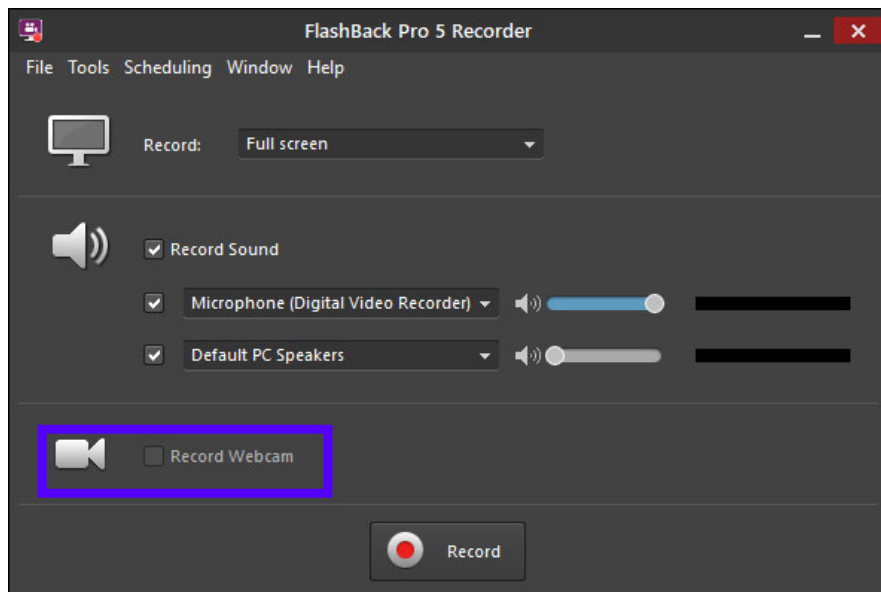 FlashBack Pro 5 Recorder
File Tools Scheduling Window Help
Record: Full screen
Record Sound
Microphone (Digital Video Recorder)
Default PC Speakers
Record Webcam
Record